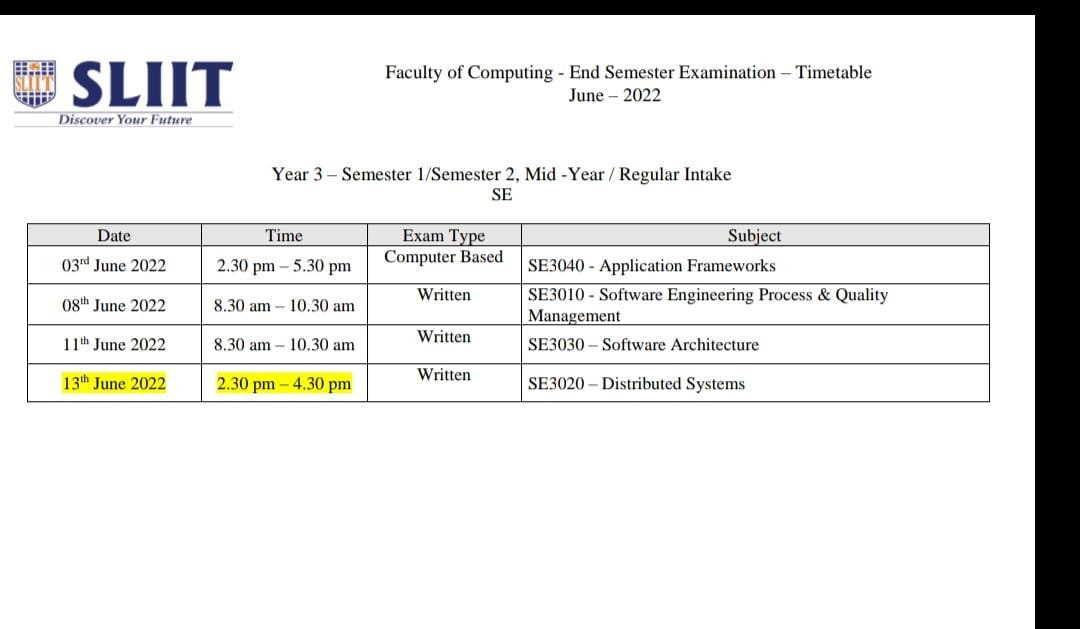 SLIIT
SLIIT
Discover Your Future
Faculty of Computing - End Semester Examination – Timetable
June – 2022
Year 3 – Semester 1/Semester 2, Mid -Year / Regular Intake
SE
Date Time Exam Type Subject
03rd June 2022 2.30 pm – 5.30 pm Computer Based SE3040 - Application Frameworks
08th June 2022 8.30 am – 10.30 am Written SE3010 - Software Engineering Process & Quality
Management
11th June 2022 8.30 am – 10.30 am Written SE3030 – Software Architecture
13th June 2022 2.30 pm – 4.30 pm Written SE3020 – Distributed Systems